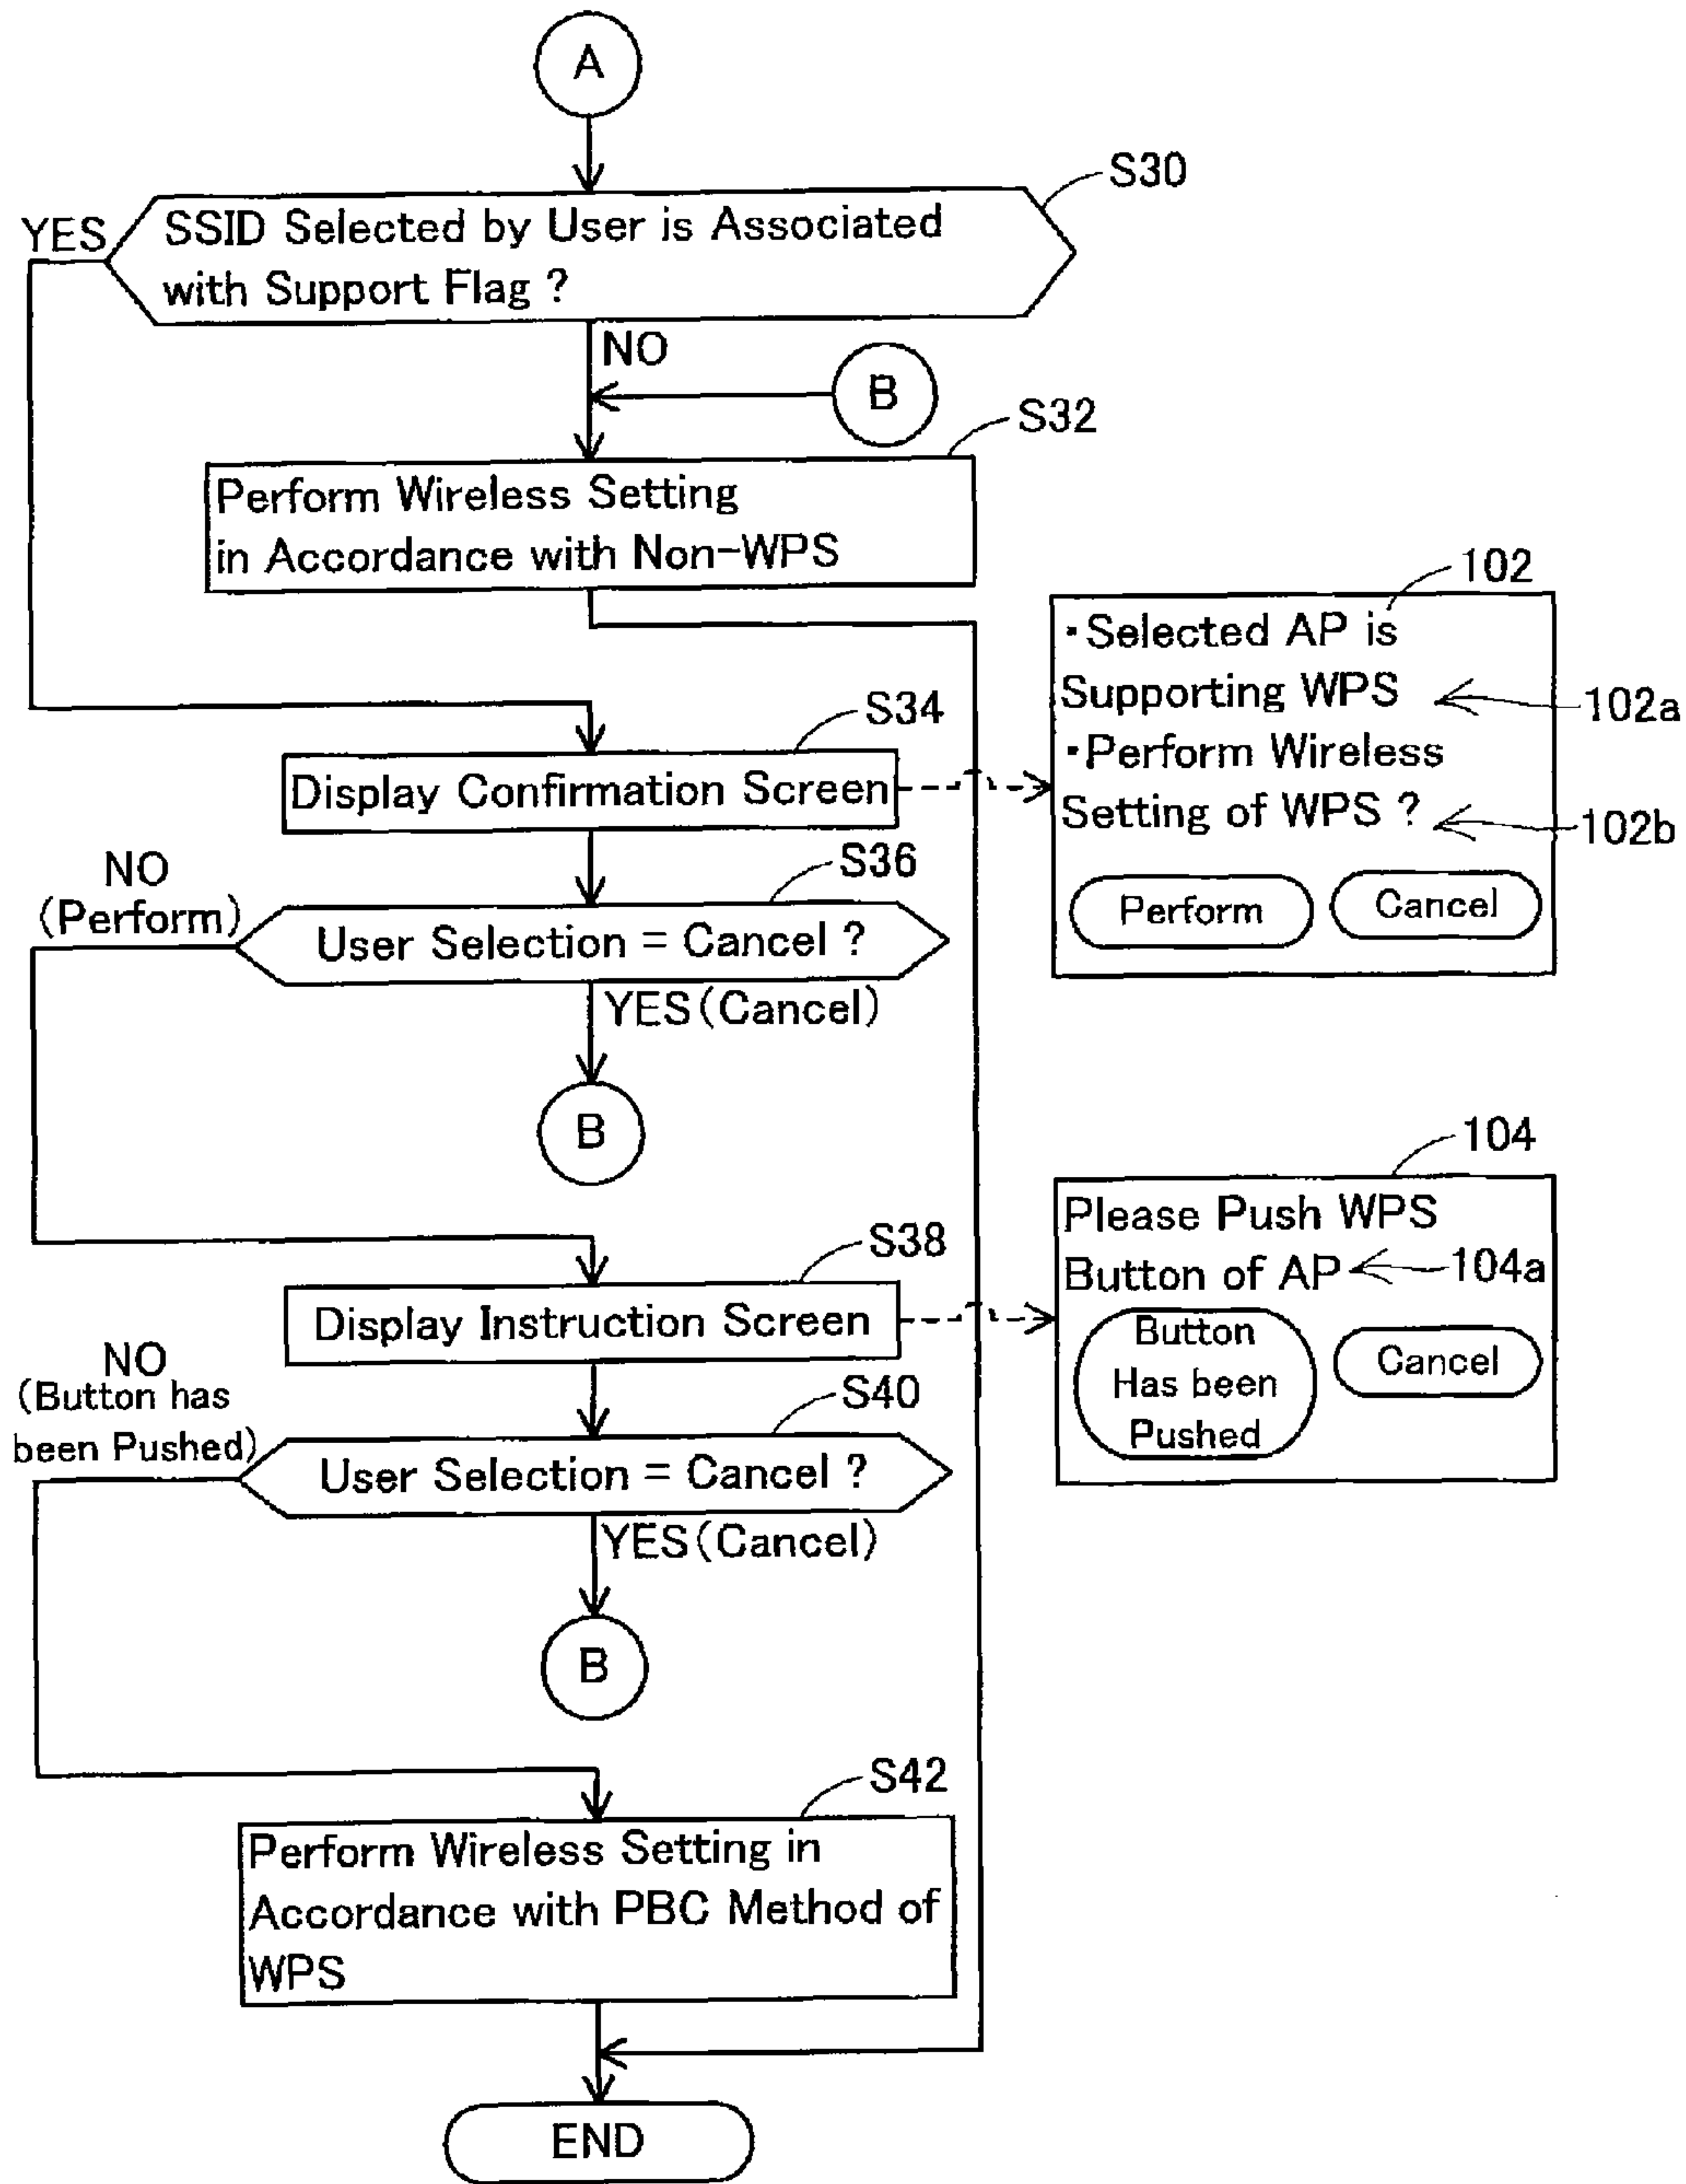 A
S30
YES
SSID Selected by User is Associated
with Support Flag ?
NO
B
S32
Perform Wireless Setting
in Accordance with Non-WPS
102
・Selected AP is
Supporting WPS
102a
・Perform Wireless
Setting of WPS ?
102b
Perform
Cancel
S34
Display Confirmation Screen
S36
NO
(Perform)
User Selection = Cancel ?
YES(Cancel)
B
104
Please Push WPS
Button of AP
104a
Button
Has been
Pushed
Cancel
S38
Display Instruction Screen
NO
(Button has
been Pushed)
S40
User Selection = Cancel ?
YES(Cancel)
B
S42
Perform Wireless Setting in
Accordance with PBC Method of
WPS
END